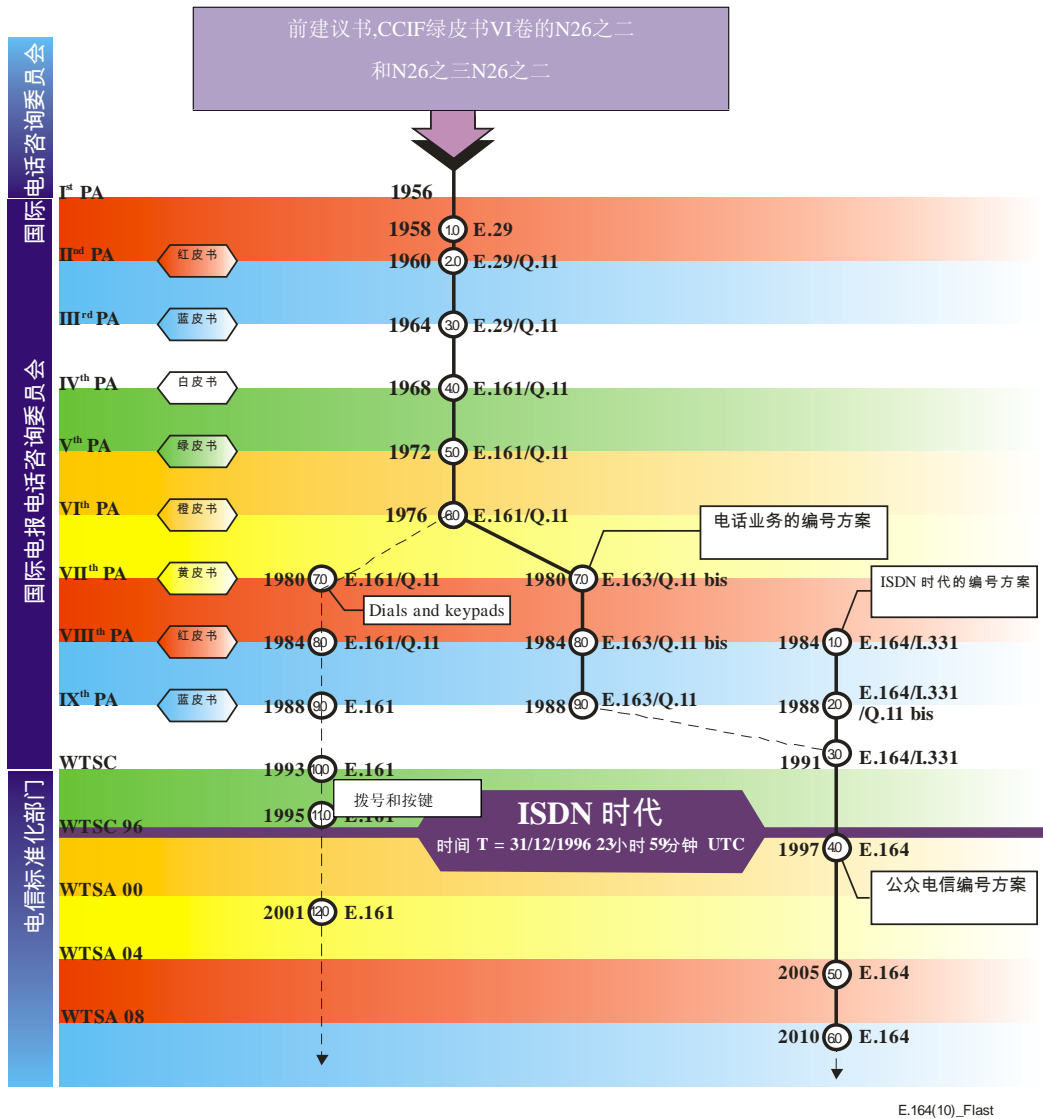 前建议书,CCIF绿皮书VI卷的N26之二
和N26之三N26之二
国际电话咨询委员会
国际电报电话咨询委员会
电信标准化部门
Ist PA
1956
1958 1.0 E.29
IInd PA 红皮书 1960 2.0 E.29/Q.11
IIIrd PA 蓝皮书 1964 3.0 E.29/Q.11
IVth PA 白皮书 1968 4.0 E.161/Q.11
Vth PA 绿皮书 1972 5.0 E.161/Q.11
VIth PA 橙皮书 1976 6.0 E.161/Q.11
电话业务的编号方案
VIIth PA 黄皮书 1980 7.0 E.161/Q.11 1980 7.0 E.163/Q.11 bis
ISDN 时代的编号方案
Dials and keypads
VIIIth PA 红皮书 1984 8.0 E.161/Q.11 1984 8.0 E.163/Q.11 bis 1984 1.0 E.164/I.331
IXth PA 蓝皮书 1988 9.0 E.161 1988 9.0 E.163/Q.11 1988 2.0 E.164/I.331
/Q.11 bis
1991 3.0 E.164/I.331
WTSC 1993 10.0 E.161
拨号和按键
1995 11.0 E.161
WTSC 96
ISDN 时代
时间 T = 31/12/1996 23小时 59分钟 UTC
1997 4.0 E.164
公众电信编号方案
WTSA 00
2001 12.0 E.161
WTSA 04
2005 5.0 E.164
WTSA 08
2010 6.0 E.164
E.164(10)_Flast